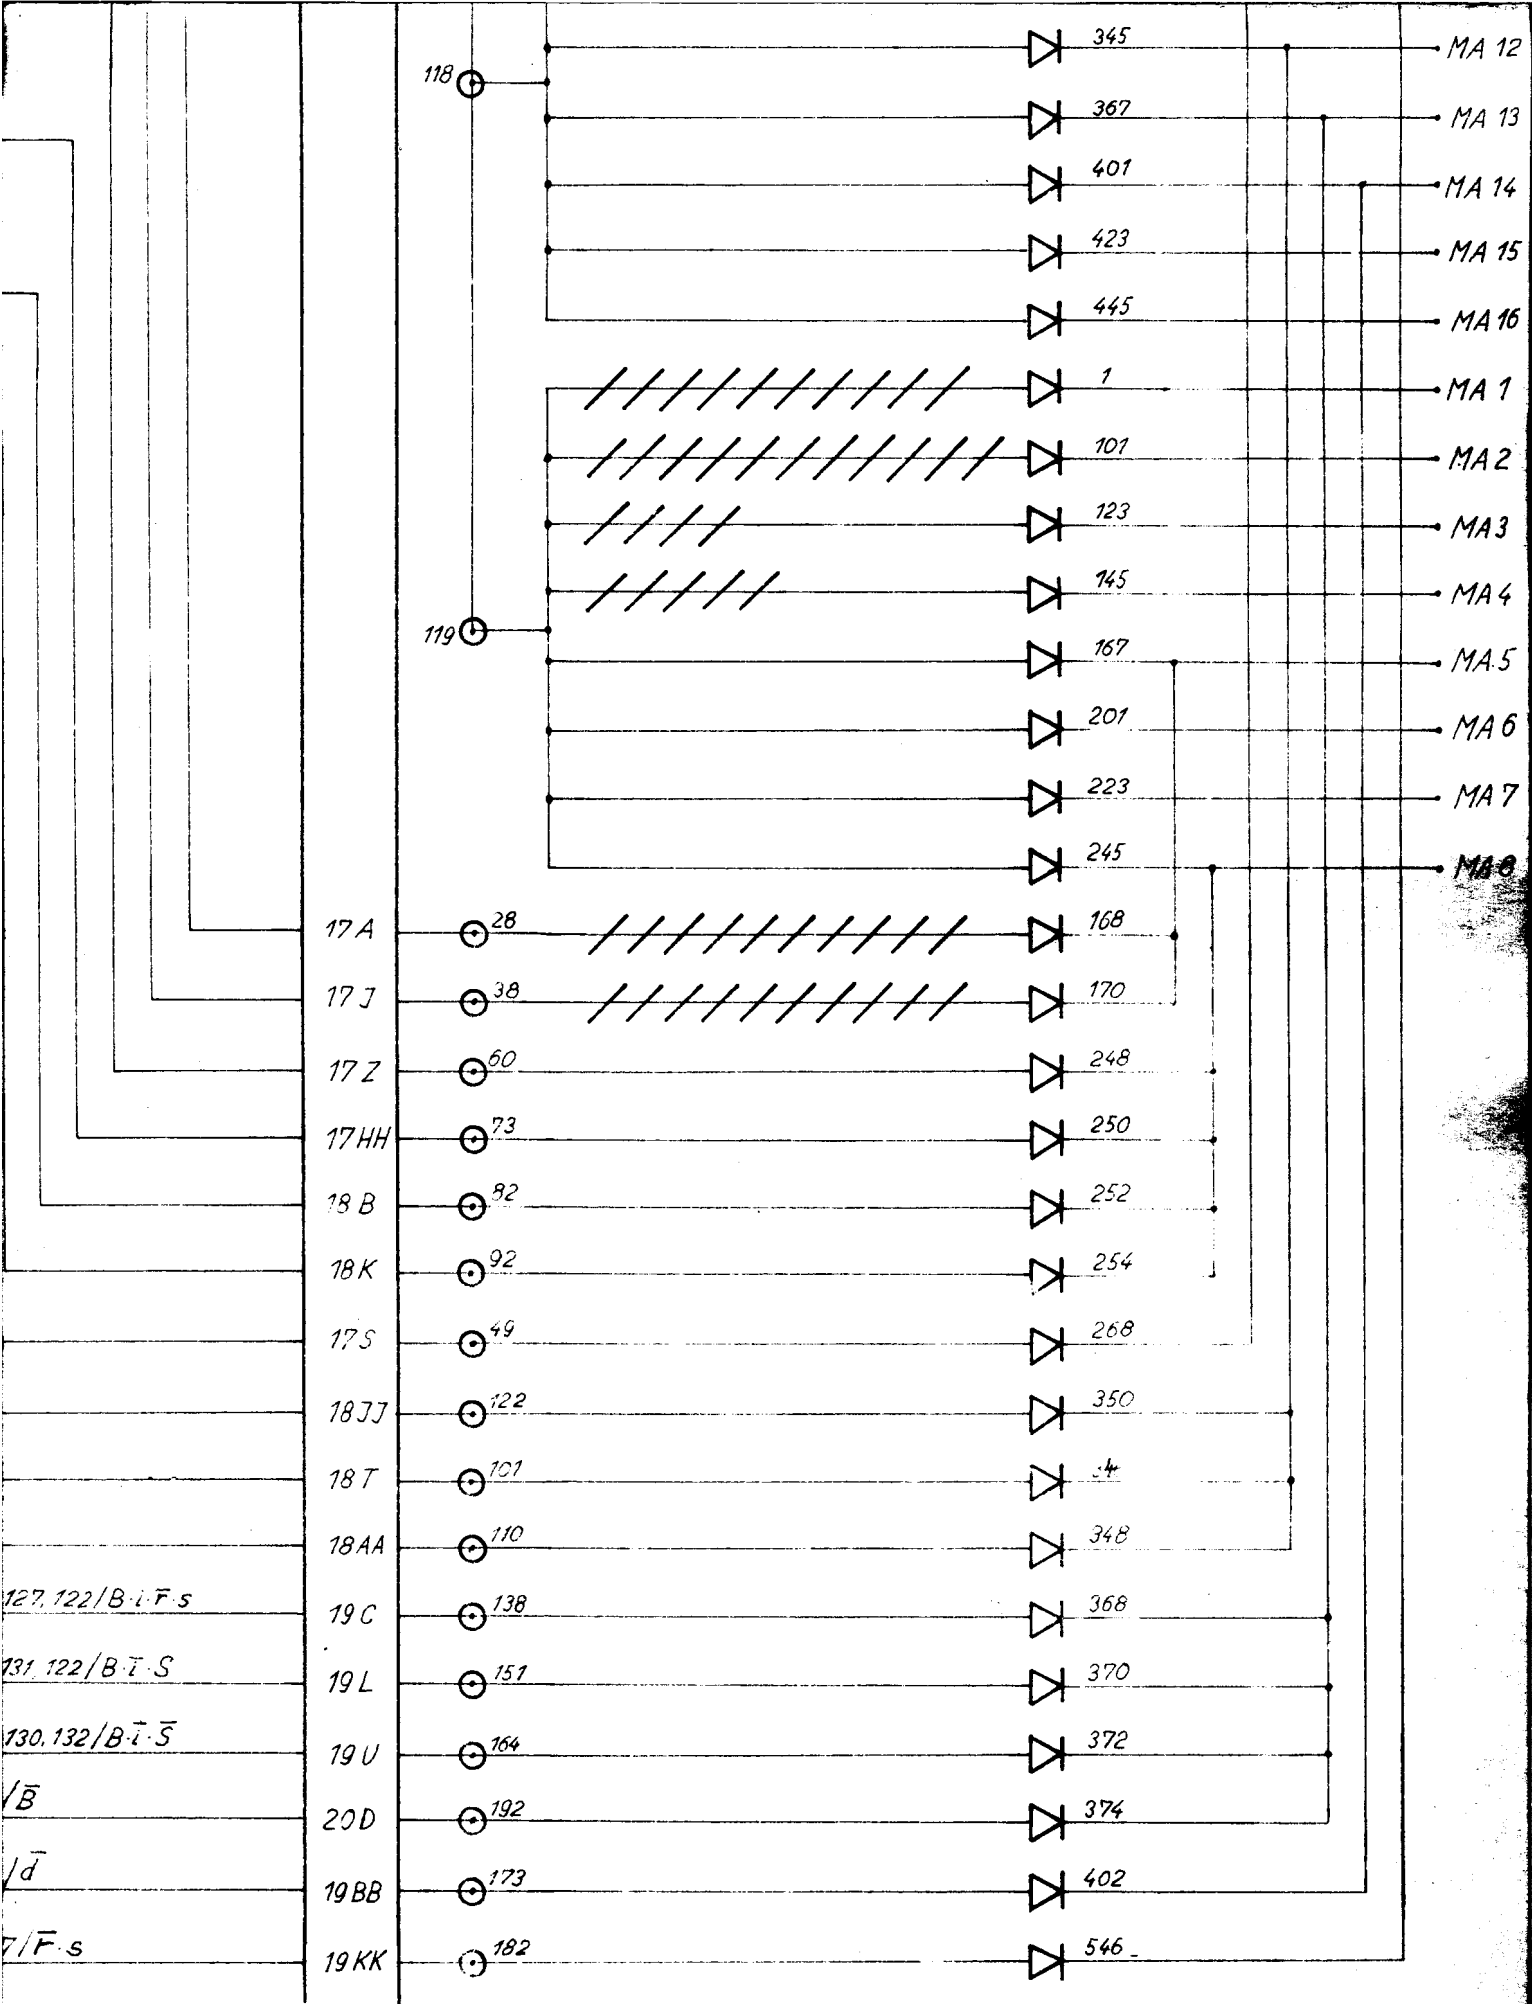 345 MA 12
118
367 MA 13
401 MA 14
423 MA 15
445 MA 16
1 MA 1
101 MA 2
123 MA 3
145 MA 4
119
167 MA 5
201 MA 6
223 MA 7
245 MA 8
17 A 28 168
17 J 38 170
17 Z 60 248
17 HH 73 250
18 B 82 252
18 K 92 254
17 S 49 268
18 JJ 122 350
18 T 101
18 AA 110 348
127, 122/B·i·F̅·s 19 C 138 368
131, 122/B·i̅·S 19 L 151 370
130, 132/B·i̅·S̅ 19 U 164 372
/B̅ 20 D 192 374
/d̅ 19 BB 173 402
7/F̅·s 19 KK 182 546